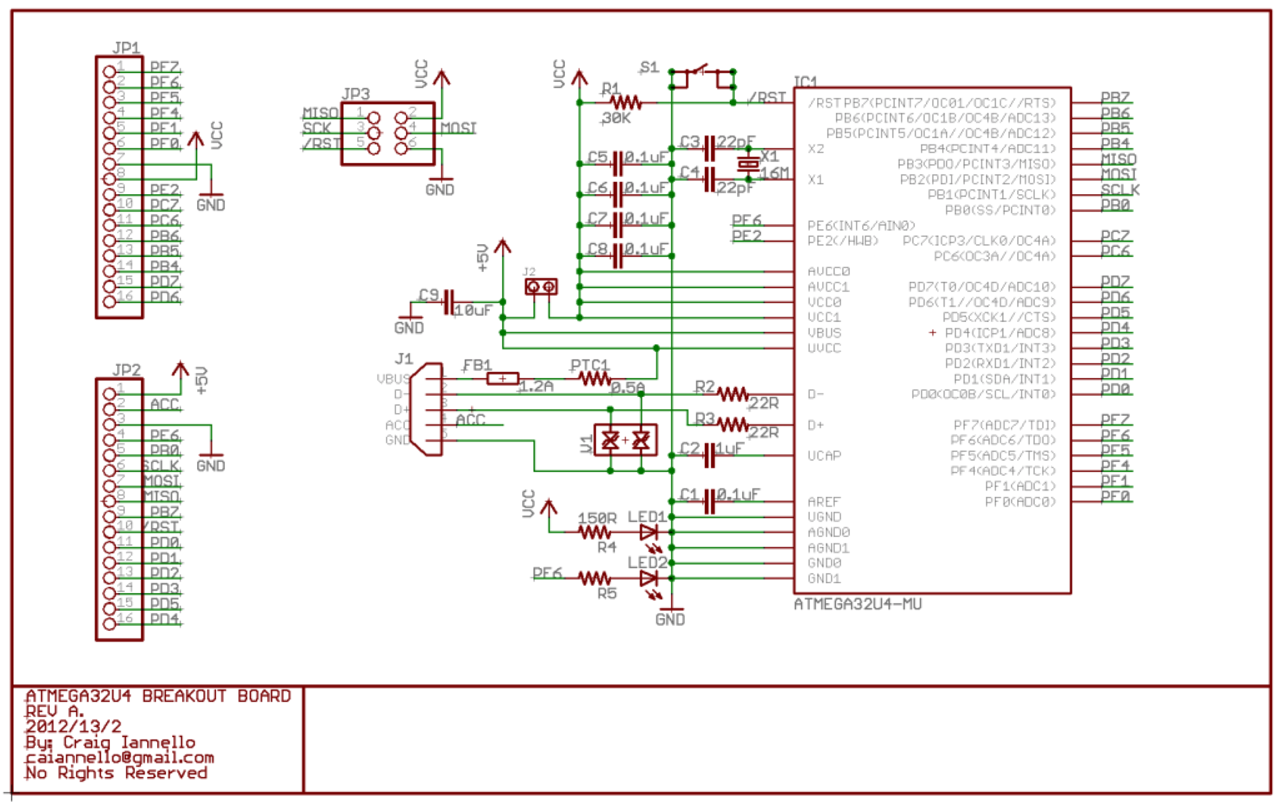 JP1
1 PF7
2 PF6
3 PF5
4 PF4
5 PF1
6 PF0
7
8
9 PE2
10 PC7
11 PC6
12 PB6
13 PB5
14 PB4
15 PD7
16 PD6
VCC
GND
JP2
1
2 ACC
3
4 PE6
5 PB0
6 SCLK
7 MOSI
8 MISO
9 PB7
10 /RST
11 PD0
12 PD1
13 PD2
14 PD3
15 PD5
16 PD4
+5V
GND
JP3
VCC
MISO 1 2
SCK 3 4 MOSI
/RST 5 6
GND
VCC
S1
R1
30K
/RST
C3 22pF
X1
16M
C4 22pF
C5 0.1uF
C6 0.1uF
C7 0.1uF
C8 0.1uF
PE6
PE2
+5V
J2
C9
10uF
GND
J1
VBUS
D-
D+
ACC
GND
FB1
1.2A
PTC1
0.5A
ACC
V1
R2
22R
R3
22R
C2 1uF
C1 0.1uF
VCC
150R
R4
LED1
PE6
R5
LED2
GND
IC1
/RST
X2
X1
PE6(INT6/AIN0)
PE2(/HWB)
AVCC0
AVCC1
VCC0
VCC1
VBUS
UVCC
D-
D+
UCAP
AREF
UGND
AGND0
AGND1
GND0
GND1
PB7(PCINT7/OC01/OC1C//RTS) PB7
PB6(PCINT6/OC1B/OC4B/ADC13) PB6
PB5(PCINT5/OC1A//OC4B/ADC12) PB5
PB4(PCINT4/ADC11) PB4
PB3(PDO/PCINT3/MISO) MISO
PB2(PDI/PCINT2/MOSI) MOSI
PB1(PCINT1/SCLK) SCLK
PB0(SS/PCINT0) PB0
PC7(ICP3/CLK0/OC4A) PC7
PC6(OC3A//OC4A) PC6
PD7(T0/OC4D/ADC10) PD7
PD6(T1//OC4D/ADC9) PD6
PD5(XCK1//CTS) PD5
PD4(ICP1/ADC8) PD4
PD3(TXD1/INT3) PD3
PD2(RXD1/INT2) PD2
PD1(SDA/INT1) PD1
PD0(OC0B/SCL/INT0) PD0
PF7(ADC7/TDI) PF7
PF6(ADC6/TDO) PF6
PF5(ADC5/TMS) PF5
PF4(ADC4/TCK) PF4
PF1(ADC1) PF1
PF0(ADC0) PF0
ATMEGA32U4-MU
ATMEGA32U4 BREAKOUT BOARD
REV A.
2012/13/2
By: Craig Iannello
caiannello@gmail.com
No Rights Reserved